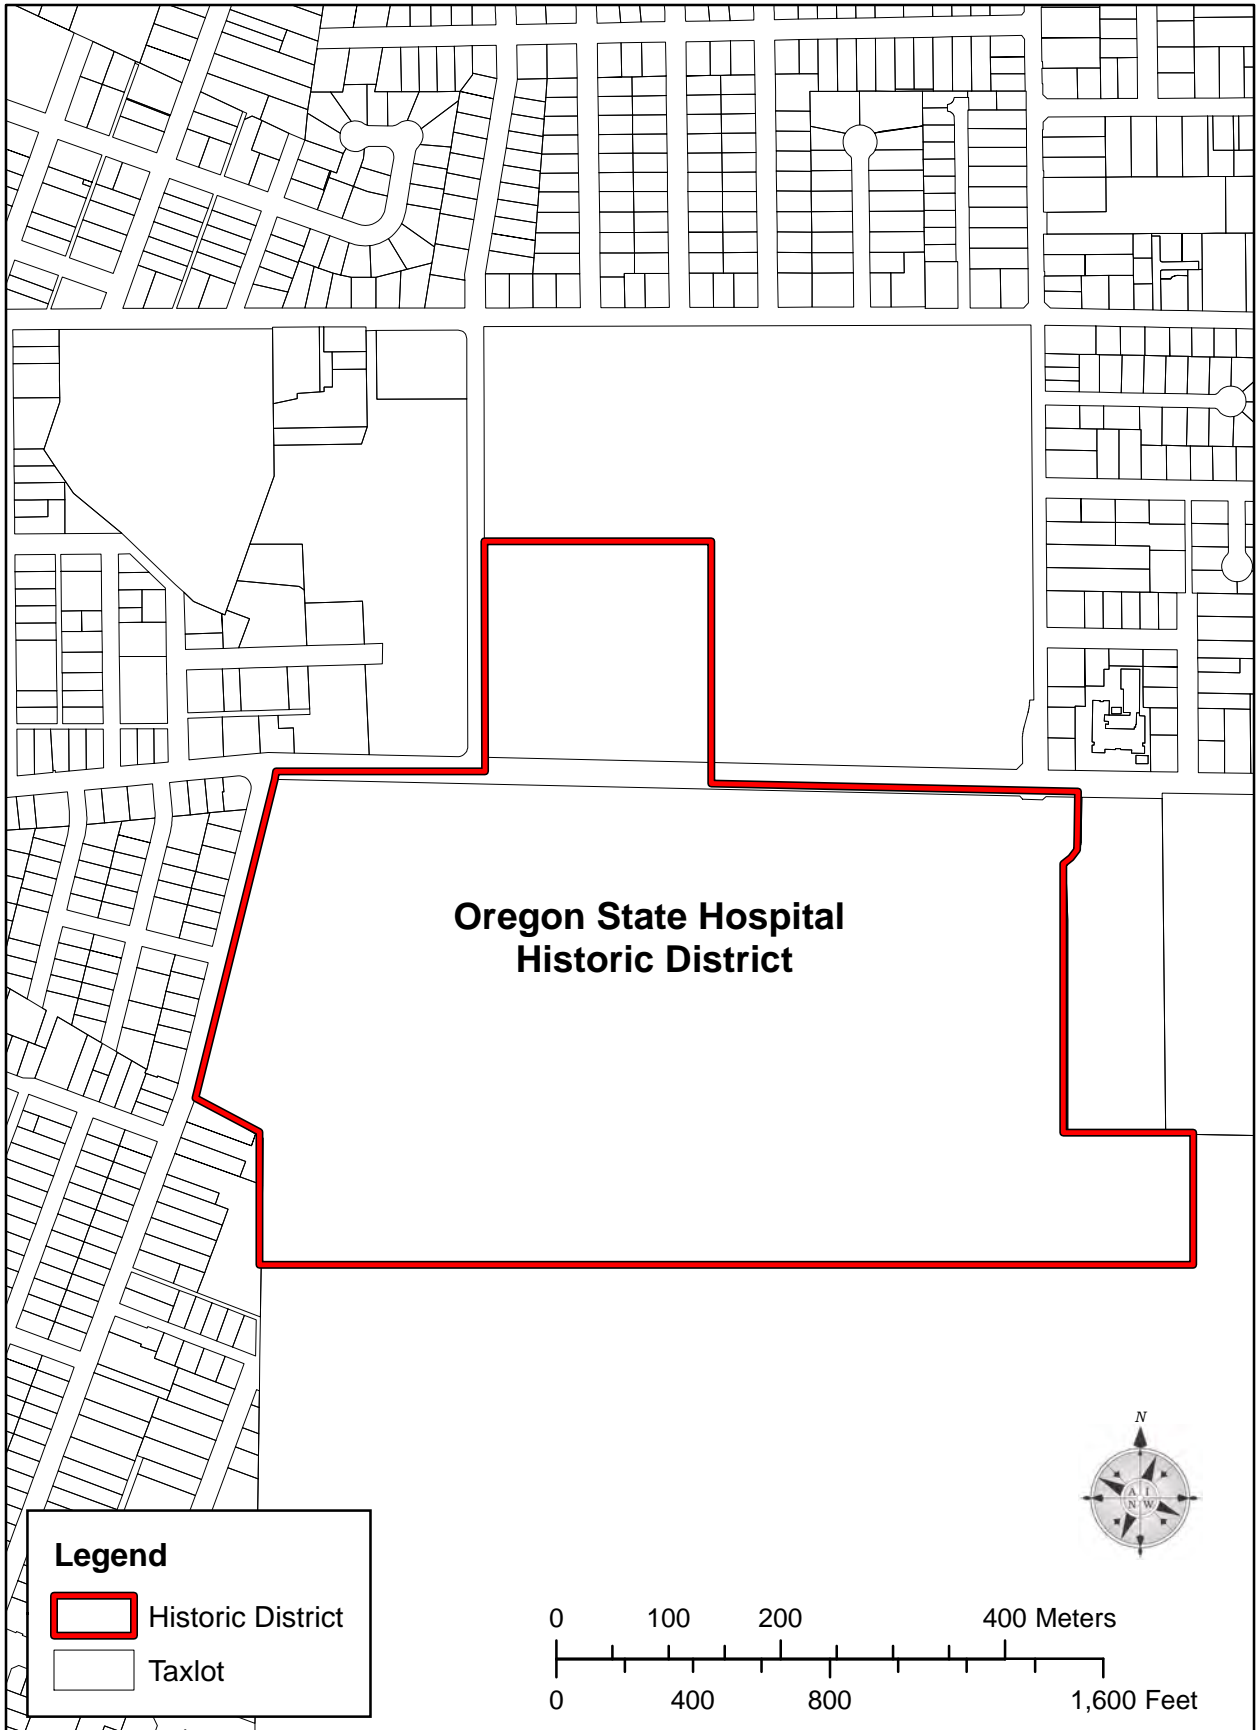 Oregon State Hospital
Historic District
N
A I
N W
Legend
Historic District
Taxlot
0 100 200 400 Meters
0 400 800 1,600 Feet